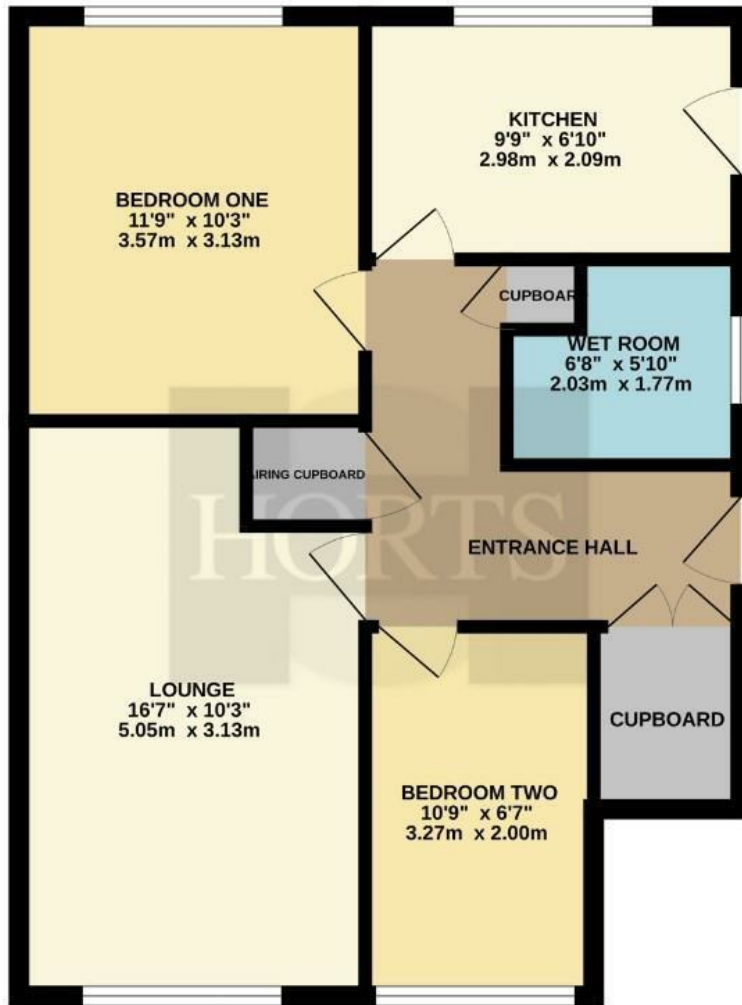 KITCHEN
9'9" x 6'10"
2.98m x 2.09m
BEDROOM ONE
11'9" x 10'3"
3.57m x 3.13m
CUPBOARD
WET ROOM
6'8" x 5'10"
2.03m x 1.77m
AIRING CUPBOARD
HORTS
ENTRANCE HALL
LOUNGE
16'7" x 10'3"
5.05m x 3.13m
CUPBOARD
BEDROOM TWO
10'9" x 6'7"
3.27m x 2.00m